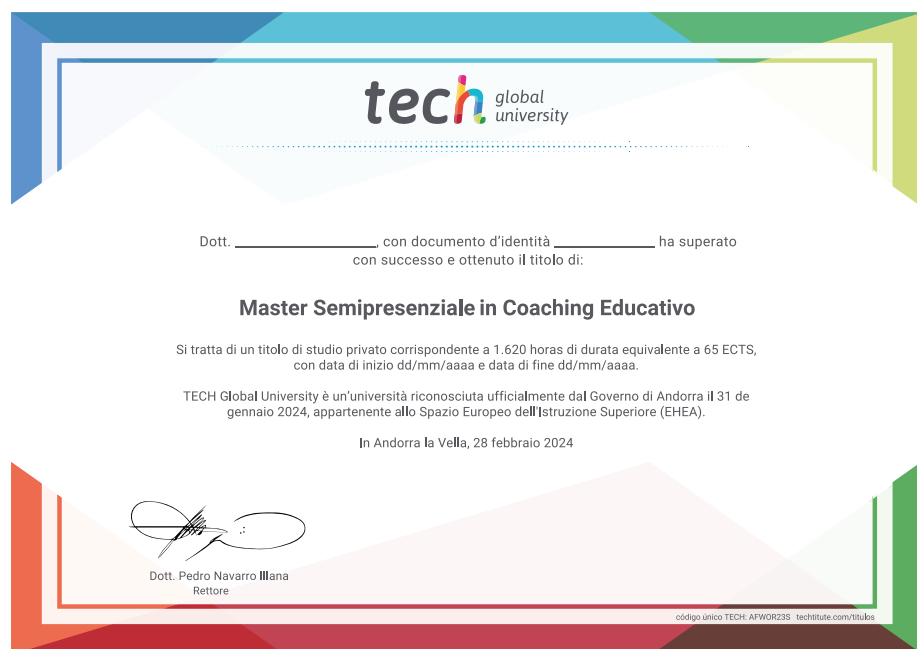 tech global university
Dott. ____________, con documento d'identità ____________ ha superato
con successo e ottenuto il titolo di:
Master Semipresenziale in Coaching Educativo
Si tratta di un titolo di studio privato corrispondente a 1.620 horas di durata equivalente a 65 ECTS,
con data di inizio dd/mm/aaaa e data di fine dd/mm/aaaa.
TECH Global University è un'università riconosciuta ufficialmente dal Governo di Andorra il 31 de
gennaio 2024, appartenente allo Spazio Europeo dell'Istruzione Superiore (EHEA).
In Andorra la Vella, 28 febbraio 2024
Dott. Pedro Navarro Illana
Rettore
código único TECH: AFWOR23S techtitute.com/titulos